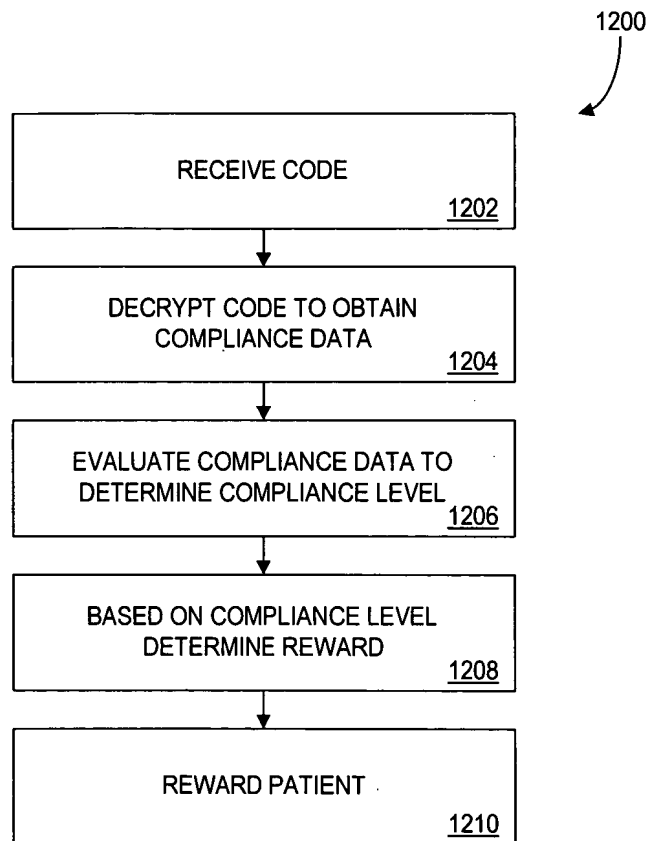 1200
RECEIVE CODE
1202
DECRYPT CODE TO OBTAIN
COMPLIANCE DATA
1204
EVALUATE COMPLIANCE DATA TO
DETERMINE COMPLIANCE LEVEL
1206
BASED ON COMPLIANCE LEVEL
DETERMINE REWARD
1208
REWARD PATIENT
1210